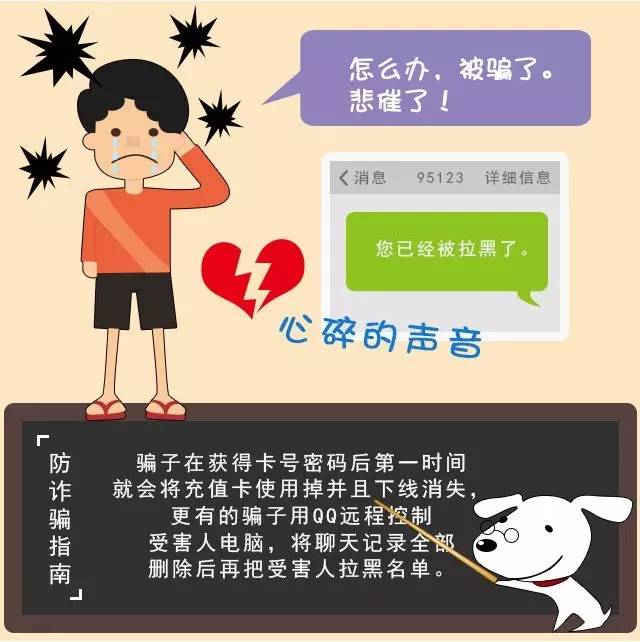 怎么办，被骗了。
悲催了！
消息 95123 详细信息
您已经被拉黑了。
心碎的声音
防诈骗指南
骗子在获得卡号密码后第一时间
就会将充值卡使用掉并且下线消失，
更有的骗子用QQ远程控制
受害人电脑，将聊天记录全部
删除后再把受害人拉黑名单。